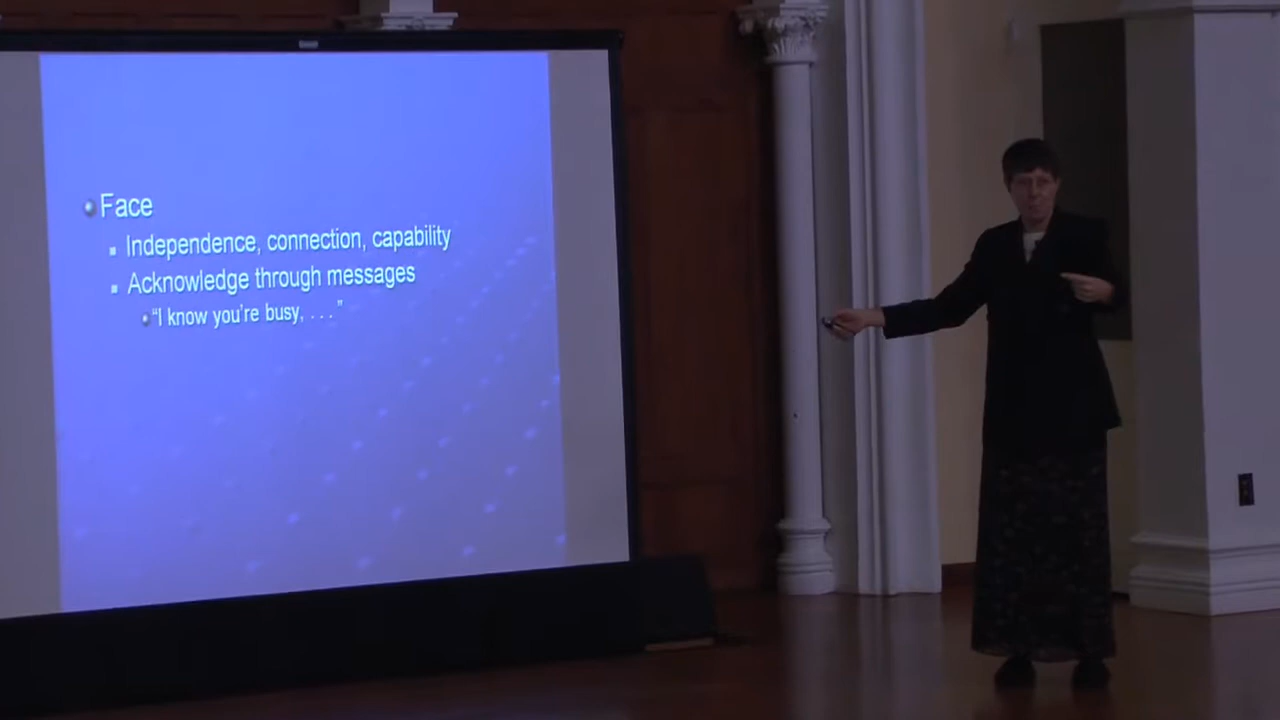 Face
Independence, connection, capability
Acknowledge through messages
"I know you're busy, . . ."